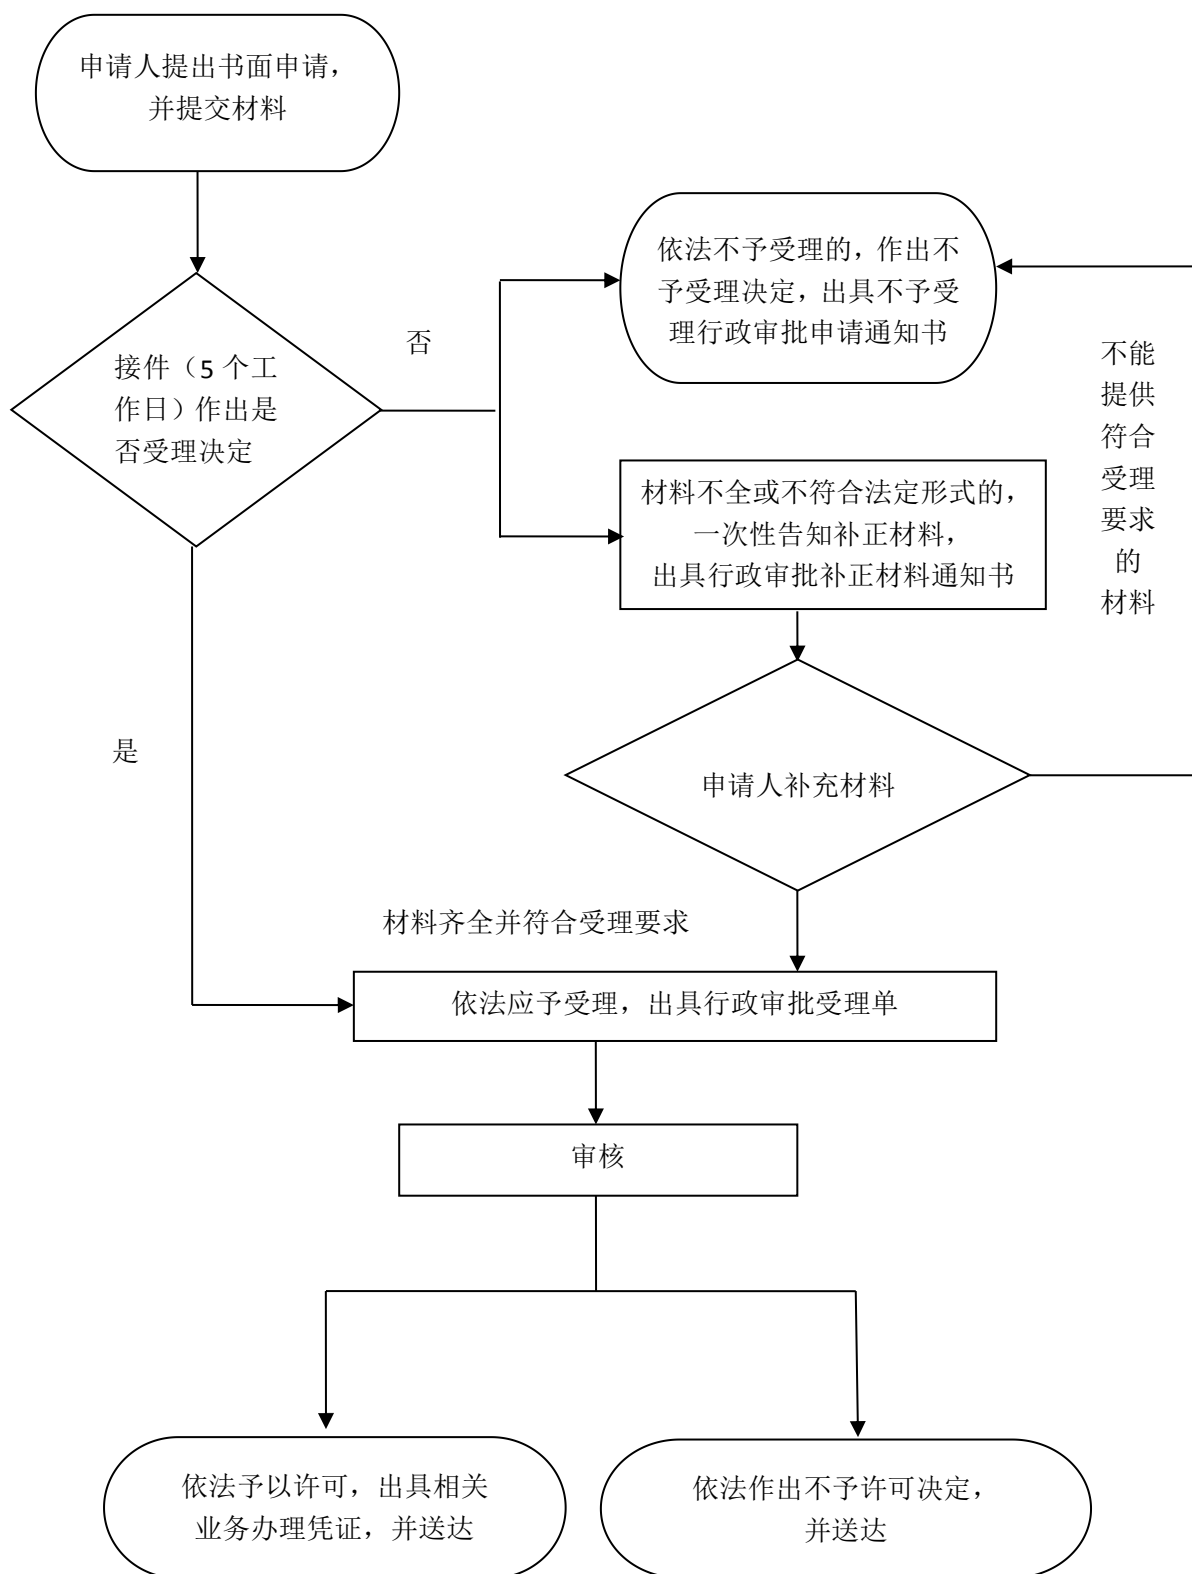 申请人提出书面申请，
并提交材料
依法不予受理的，作出不
予受理决定，出具不予受
理行政审批申请通知书
否
接件（5 个工
作日）作出是
否受理决定
不能
提供
符合
受理
要求
的
材料
材料不全或不符合法定形式的，
一次性告知补正材料，
出具行政审批补正材料通知书
是
申请人补充材料
材料齐全并符合受理要求
依法应予受理，出具行政审批受理单
审核
依法予以许可，出具相关
业务办理凭证，并送达
依法作出不予许可决定，
并送达